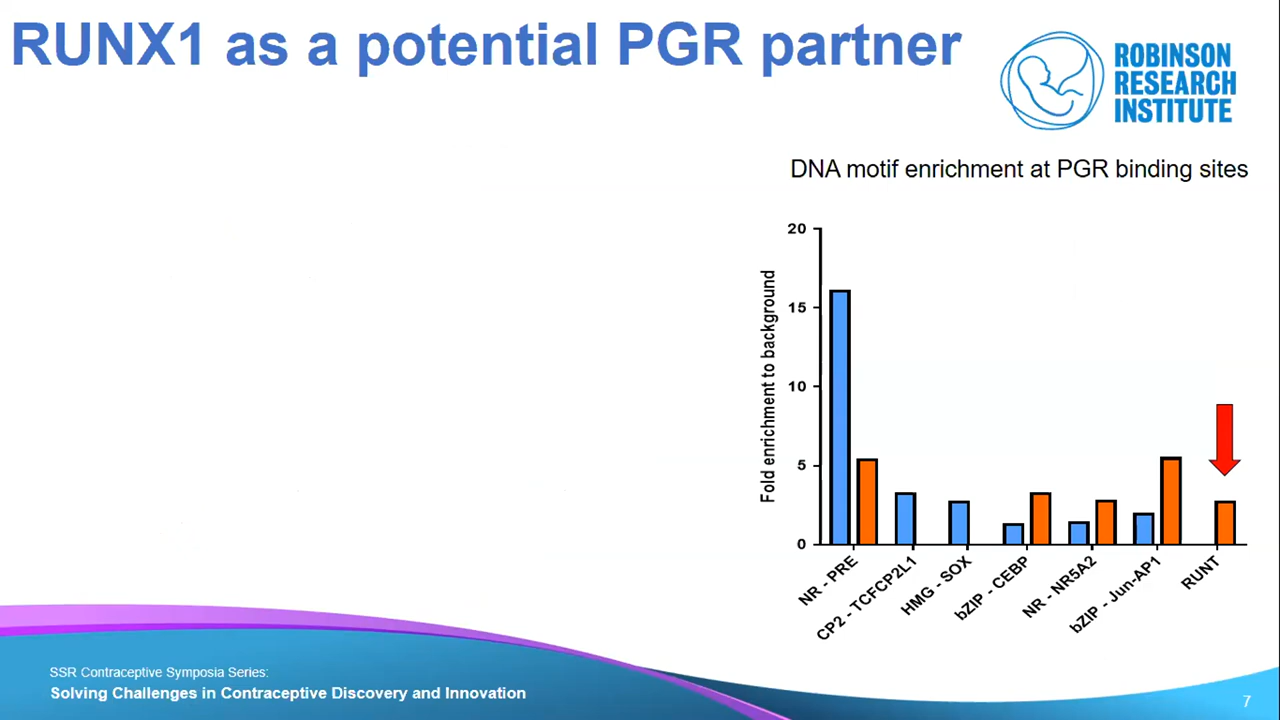 RUNX1 as a potential PGR partner
ROBINSON
RESEARCH
INSTITUTE
DNA motif enrichment at PGR binding sites
Fold enrichment to background
20
15
10
5
0
NR - PRE
CP2 - TCFCP2L1
HMG - SOX
bZIP - CEBP
NR - NR5A2
bZIP - Jun-AP1
RUNT
SSR Contraceptive Symposia Series:
Solving Challenges in Contraceptive Discovery and Innovation
7